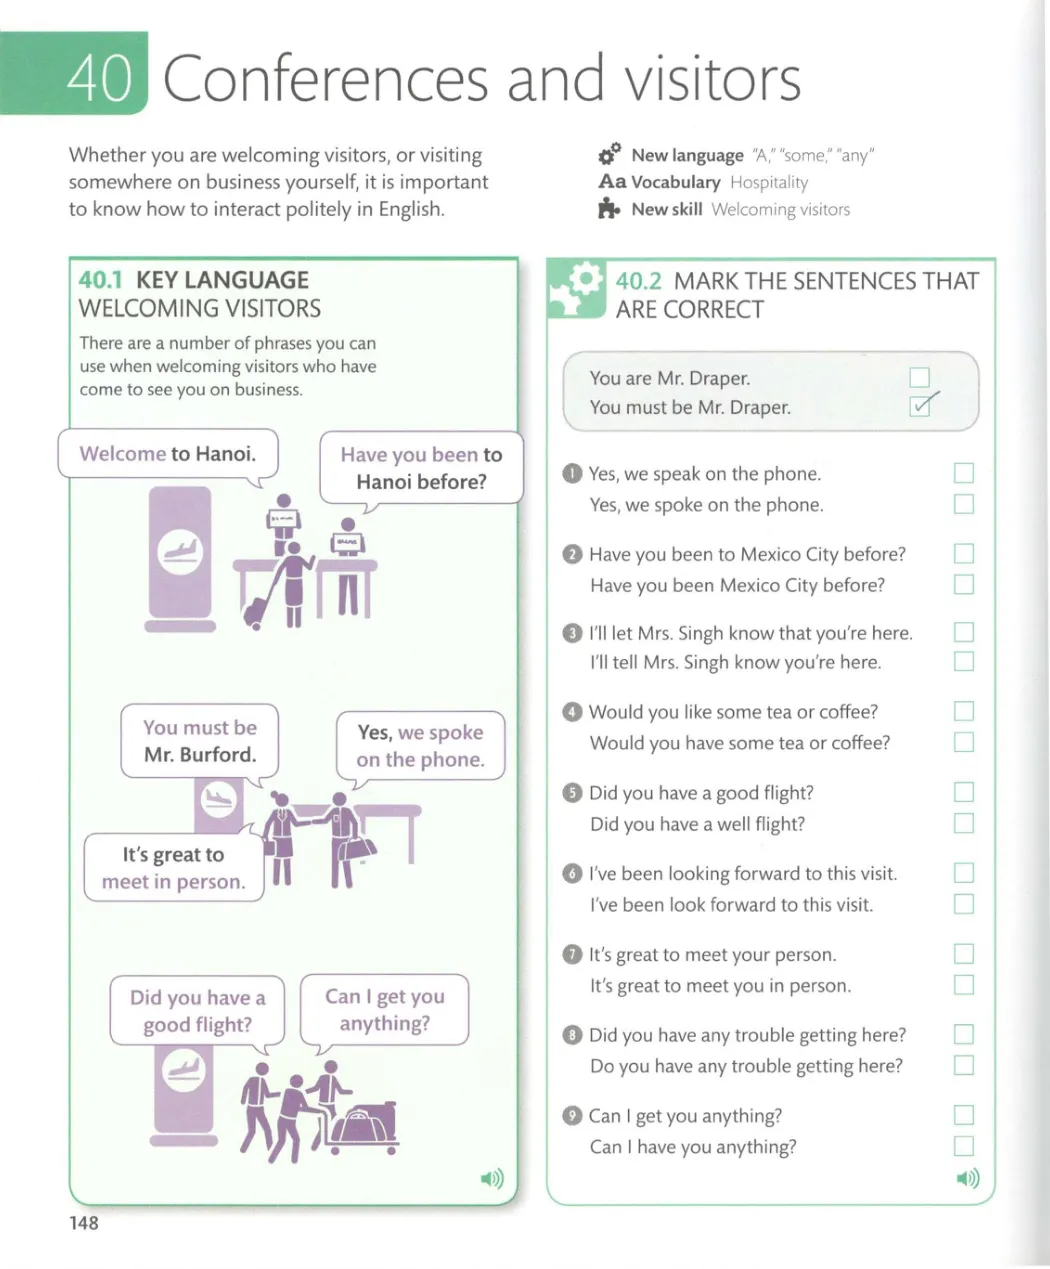 40 Conferences and visitors
Whether you are welcoming visitors, or visiting
somewhere on business yourself, it is important
to know how to interact politely in English.
New language "A," "some," "any"
Aa Vocabulary Hospitality
New skill Welcoming visitors
40.1 KEY LANGUAGE
WELCOMING VISITORS
There are a number of phrases you can
use when welcoming visitors who have
come to see you on business.
Welcome to Hanoi.
Have you been to
Hanoi before?
You must be
Mr. Burford.
Yes, we spoke
on the phone.
It's great to
meet in person.
Did you have a
good flight?
Can I get you
anything?
40.2 MARK THE SENTENCES THAT
ARE CORRECT
You are Mr. Draper.
You must be Mr. Draper.
1 Yes, we speak on the phone.
Yes, we spoke on the phone.
2 Have you been to Mexico City before?
Have you been Mexico City before?
3 I'll let Mrs. Singh know that you're here.
I'll tell Mrs. Singh know you're here.
4 Would you like some tea or coffee?
Would you have some tea or coffee?
5 Did you have a good flight?
Did you have a well flight?
6 I've been looking forward to this visit.
I've been look forward to this visit.
7 It's great to meet your person.
It's great to meet you in person.
8 Did you have any trouble getting here?
Do you have any trouble getting here?
9 Can I get you anything?
Can I have you anything?
148